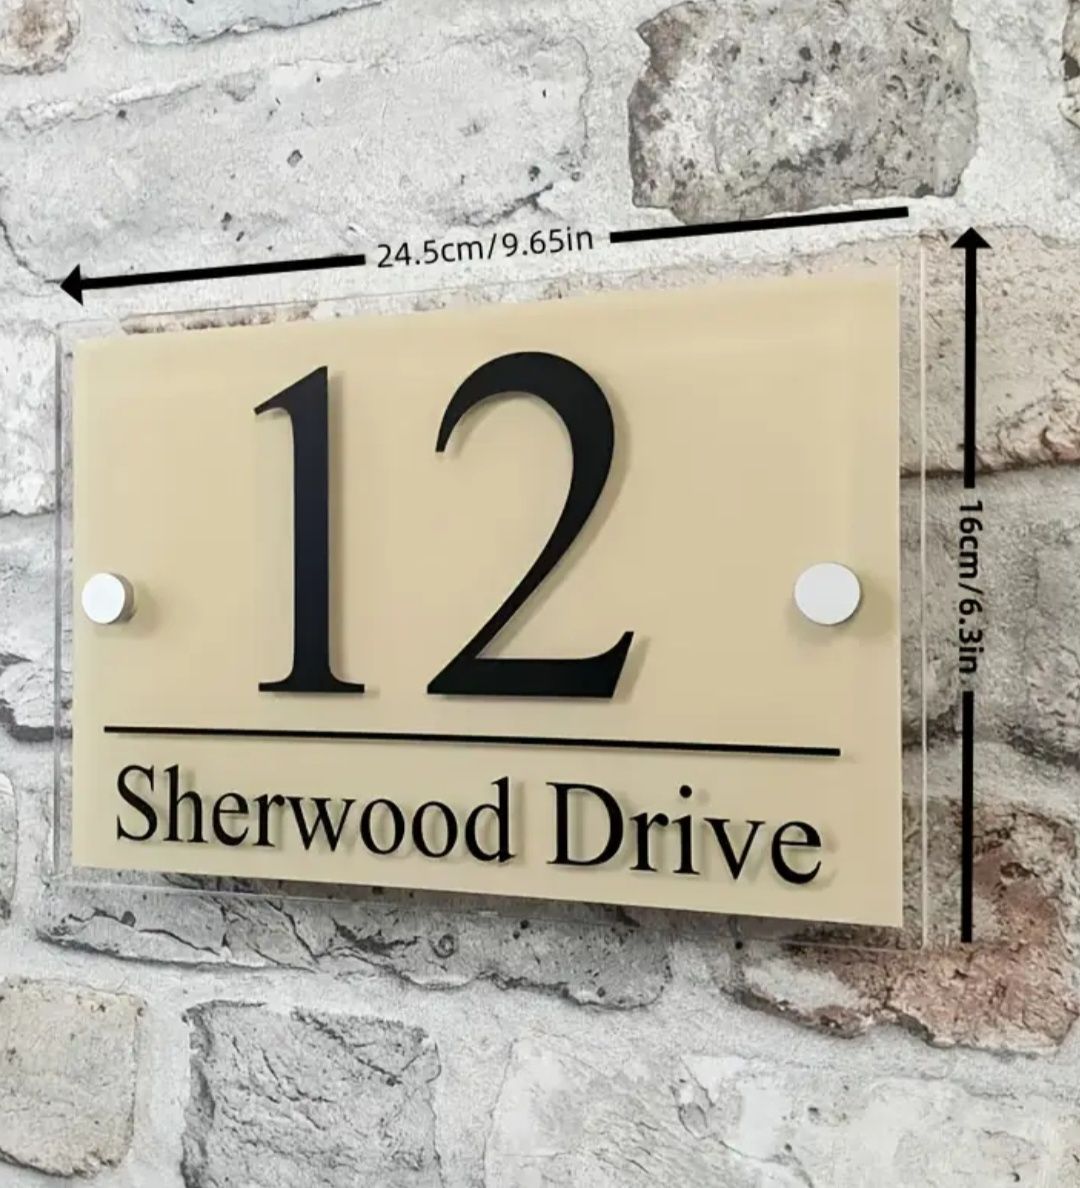 24.5cm/9.65in
16cm/6.3in
12
Sherwood Drive